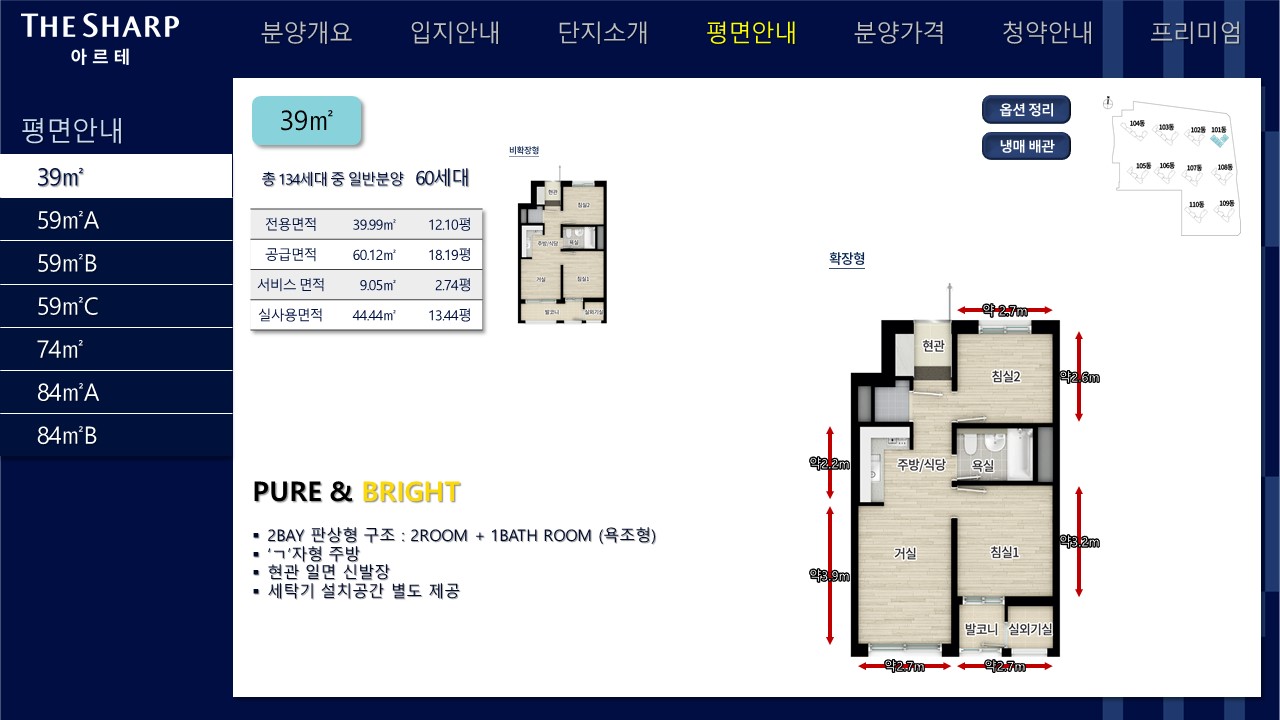 THE SHARP
아르테
분양개요 입지안내 단지소개 평면안내 분양가격 청약안내 프리미엄
평면안내
39㎡
59㎡A
59㎡B
59㎡C
74㎡
84㎡A
84㎡B
39㎡
총 134세대 중 일반분양 60세대
전용면적 39.99㎡ 12.10평
공급면적 60.12㎡ 18.19평
서비스 면적 9.05㎡ 2.74평
실사용면적 44.44㎡ 13.44평
비확장형
현관
침실2
주방/식당 욕실
거실 침실1
발코니 실외기실
옵션 정리
냉매 배관
104동 103동 102동 101동
105동 106동 107동 108동
110동 109동
PURE & BRIGHT
▪ 2BAY 판상형 구조 : 2ROOM + 1BATH ROOM (욕조형)
▪ ‘ㄱ’자형 주방
▪ 현관 일면 신발장
▪ 세탁기 설치공간 별도 제공
확장형
약 2.7m
현관
침실2 약2.6m
약2.2m 주방/식당 욕실
거실 침실1 약3.2m
약3.9m
발코니 실외기실
약2.7m 약2.7m